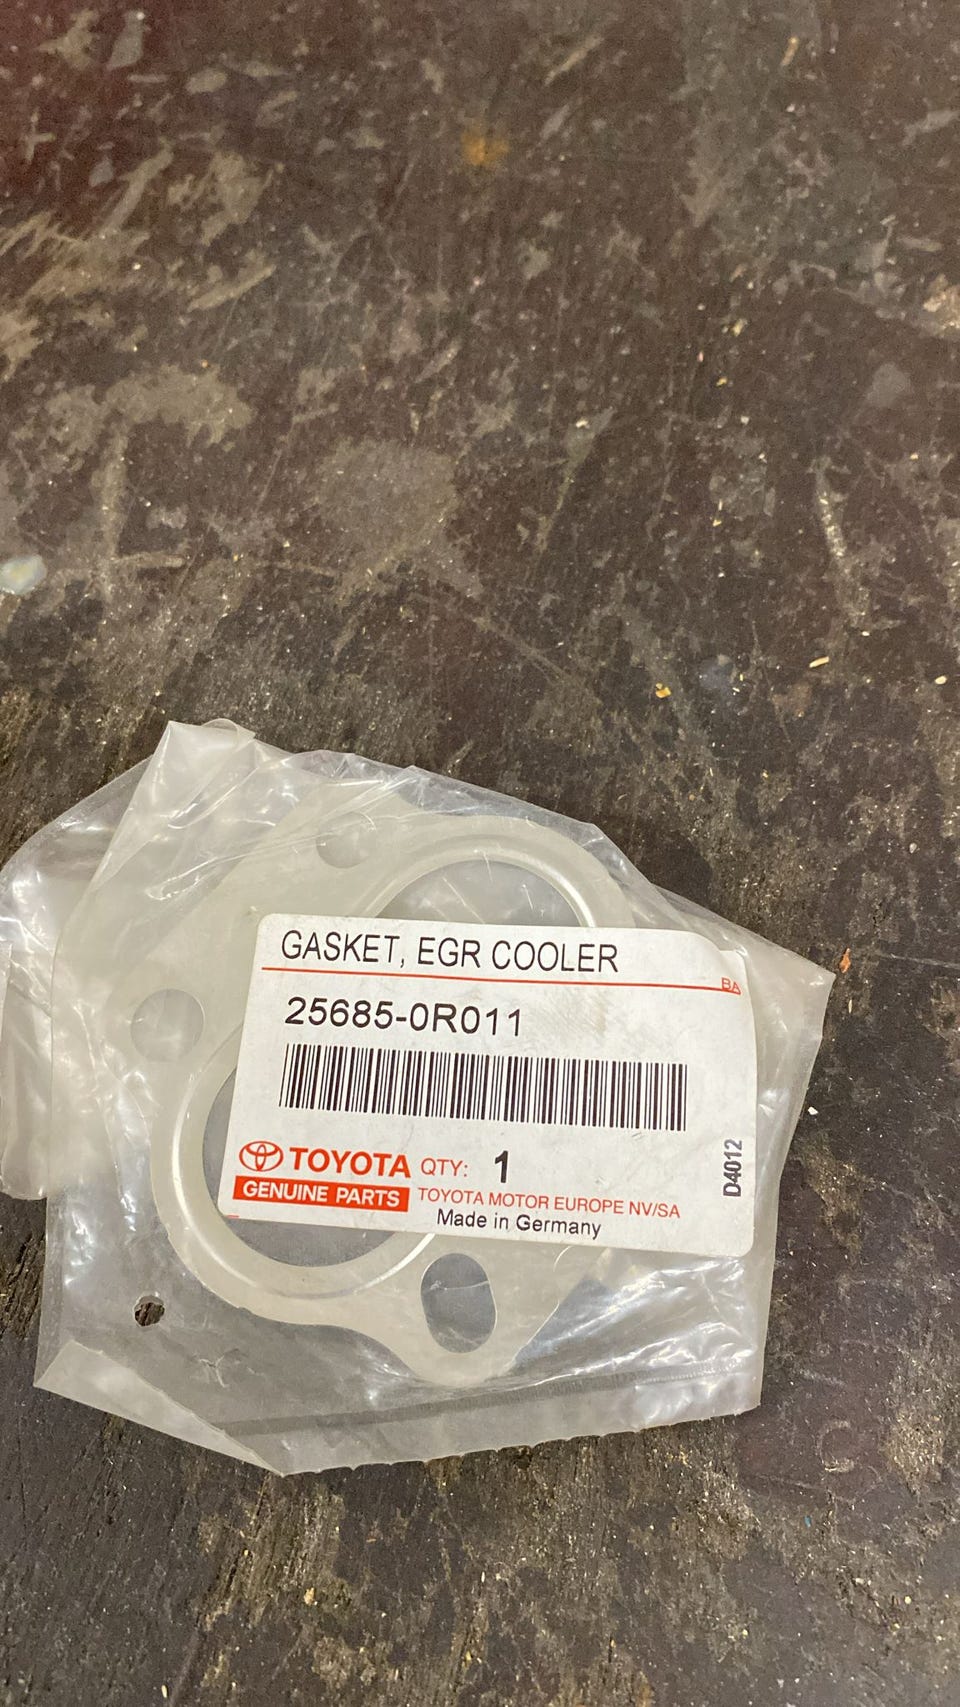 GASKET, EGR COOLER
BA
25685-0R011
TOYOTA QTY: 1
GENUINE PARTS TOYOTA MOTOR EUROPE NV/SA
Made in Germany
D4012